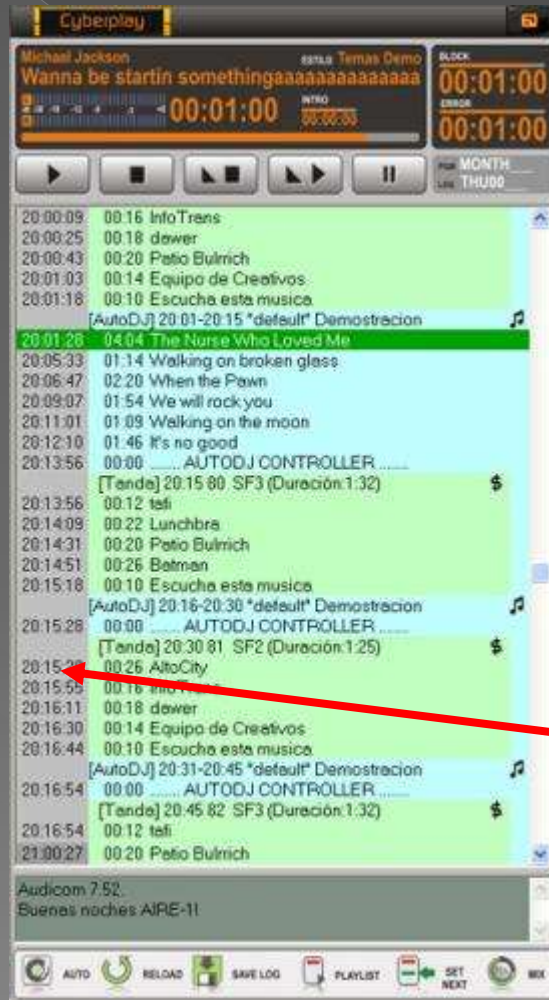 Cyberplay
Michael Jackson ESTILO Temas Demo
Wanna be startin somethingaaaaaaaaaaaaaa
00:01:00 INTRO 00:00:00
BLOCK
00:01:00
ERROR
00:01:00
MONTH
LOG THU00
20:00:09 00:16 InfoTrans
20:00:25 00:18 dewer
20:00:43 00:20 Patio Bulrrich
20:01:03 00:14 Equipo de Creativos
20:01:18 00:10 Escucha esta musica
[AutoDJ] 20:01-20:15 "default" Demostracion
20:01:28 04:04 The Nurse Who Loved Me
20:05:33 01:14 Walking on broken glass
20:06:47 02:20 When the Pawn
20:09:07 01:54 We will rock you
20:11:01 01:09 Walking on the moon
20:12:10 01:46 It's no good
20:13:56 00:00 ....... AUTODJ CONTROLLER .......
[Tanda] 20:15 80 SF3 (Duración:1:32) $
20:13:56 00:12 tafi
20:14:09 00:22 Lunchbra
20:14:31 00:20 Patio Bulrrich
20:14:51 00:26 Batman
20:15:18 00:10 Escucha esta musica
[AutoDJ] 20:16-20:30 "default" Demostracion
20:15:28 00:00 ....... AUTODJ CONTROLLER .......
[Tanda] 20:30 81 SF2 (Duración:1:25) $
20:15:28 00:26 AltoCity
20:15:55 00:16 InfoTrans
20:16:11 00:18 dewer
20:16:30 00:14 Equipo de Creativos
20:16:44 00:10 Escucha esta musica
[AutoDJ] 20:31-20:45 "default" Demostracion
20:16:54 00:00 ....... AUTODJ CONTROLLER .......
[Tanda] 20:45 82 SF3 (Duración:1:32) $
20:16:54 00:12 tafi
21:00:27 00:20 Patio Bulrrich
Audicom 7.52.
Buenas noches AIRE-1!
AUTO RELOAD SAVE LOG PLAYLIST SET NEXT MIX